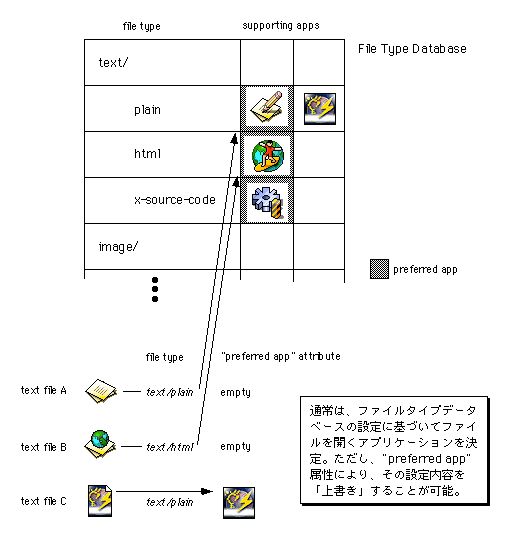 file type supporting apps
File Type Database
text/
plain
html
x-source-code
image/
preferred app
file type "preferred app" attribute
text file A text/plain empty
text file B text/html empty
text file C text/plain
通常は、ファイルタイプデータ
ベースの設定に基づいてファイ
ルを開くアプリケーションを決
定。ただし、"preferred app"
属性により、その設定内容を
「上書き」することが可能。